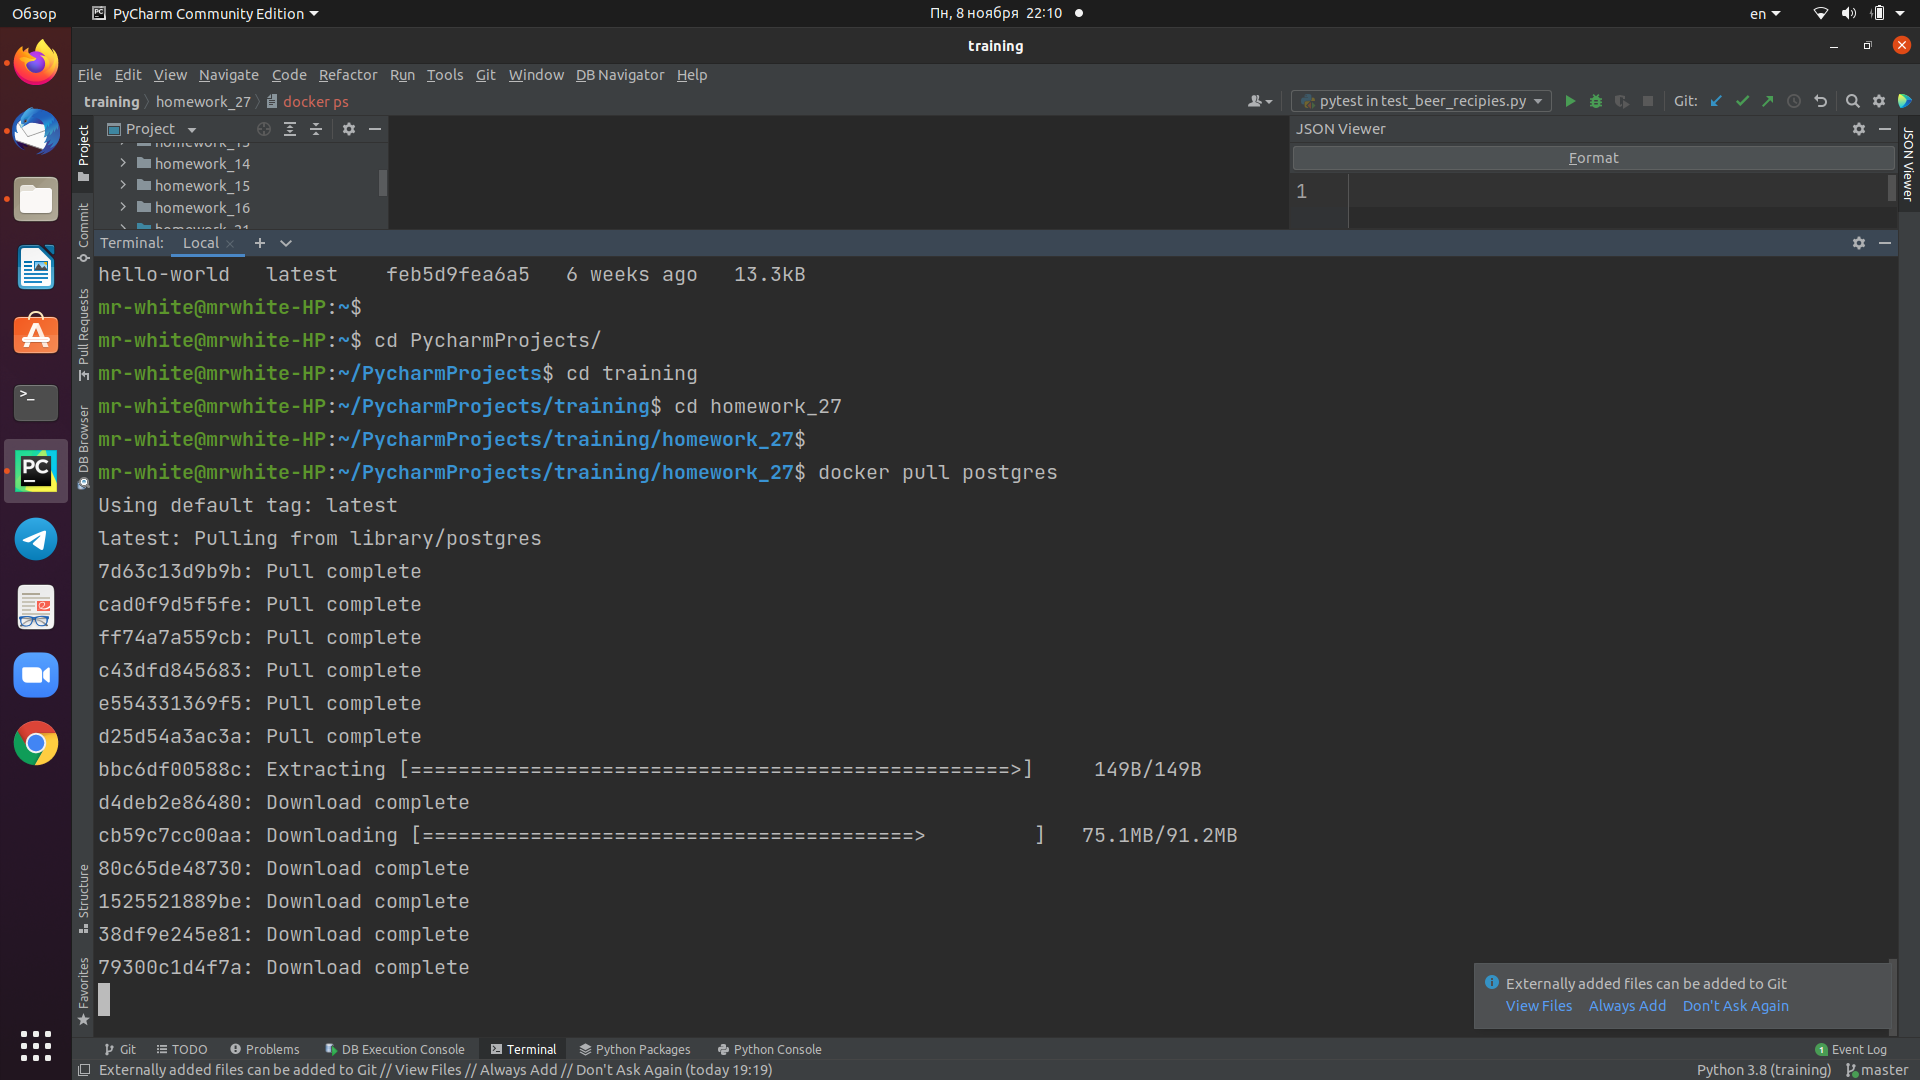 Обзор PyCharm Community Edition Пн, 8 ноября 22:10 en
training
File Edit View Navigate Code Refactor Run Tools Git Window DB Navigator Help
training homework_27 docker ps pytest in test_beer_recipies.py Git:
Project JSON Viewer
homework_14 Format
homework_15
homework_16 1
Terminal: Local
hello-world latest feb5d9fea6a5 6 weeks ago 13.3kB
mr-white@mrwhite-HP:~$
mr-white@mrwhite-HP:~$ cd PycharmProjects/
mr-white@mrwhite-HP:~/PycharmProjects$ cd training
mr-white@mrwhite-HP:~/PycharmProjects/training$ cd homework_27
mr-white@mrwhite-HP:~/PycharmProjects/training/homework_27$
mr-white@mrwhite-HP:~/PycharmProjects/training/homework_27$ docker pull postgres
Using default tag: latest
latest: Pulling from library/postgres
7d63c13d9b9b: Pull complete
cad0f9d5f5fe: Pull complete
ff74a7a559cb: Pull complete
c43dfd845683: Pull complete
e554331369f5: Pull complete
d25d54a3ac3a: Pull complete
bbc6df00588c: Extracting [==================================================>] 149B/149B
d4deb2e86480: Download complete
cb59c7cc00aa: Downloading [=========================================> ] 75.1MB/91.2MB
80c65de48730: Download complete
1525521889be: Download complete
38df9e245e81: Download complete
79300c1d4f7a: Download complete
Externally added files can be added to Git
View Files Always Add Don't Ask Again
Project
Commit
Pull Requests
DB Browser
Structure
Favorites
JSON Viewer
Git TODO Problems DB Execution Console Terminal Python Packages Python Console 1 Event Log
Externally added files can be added to Git // View Files // Always Add // Don't Ask Again (today 19:19) Python 3.8 (training) master